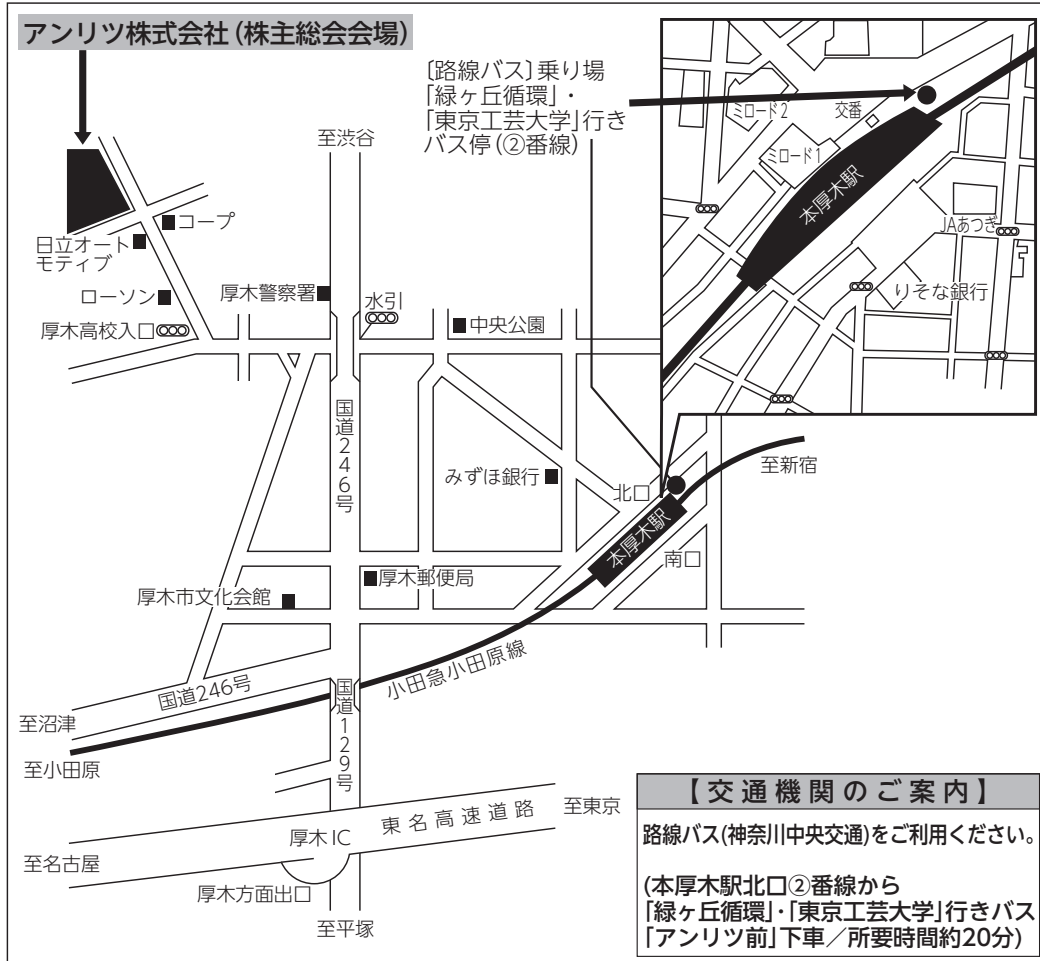 アンリツ株式会社(株主総会会場)
〔路線バス〕乗り場
「緑ヶ丘循環」・
「東京工芸大学」行き
バス停(②番線)
ミロード2
交番
ミロード1
本厚木駅
JAあつぎ
りそな銀行
至渋谷
コープ
日立オート
モティブ
ローソン
厚木警察署
水引
厚木高校入口
中央公園
国道246号
みずほ銀行
北口
至新宿
本厚木駅
南口
厚木郵便局
厚木市文化会館
小田急小田原線
国道246号
国道129号
至沼津
至小田原
東名高速道路
至東京
厚木IC
至名古屋
厚木方面出口
至平塚
【交通機関のご案内】
路線バス(神奈川中央交通)をご利用ください。
(本厚木駅北口②番線から
「緑ヶ丘循環」・「東京工芸大学」行きバス
「アンリツ前」下車／所要時間約20分)